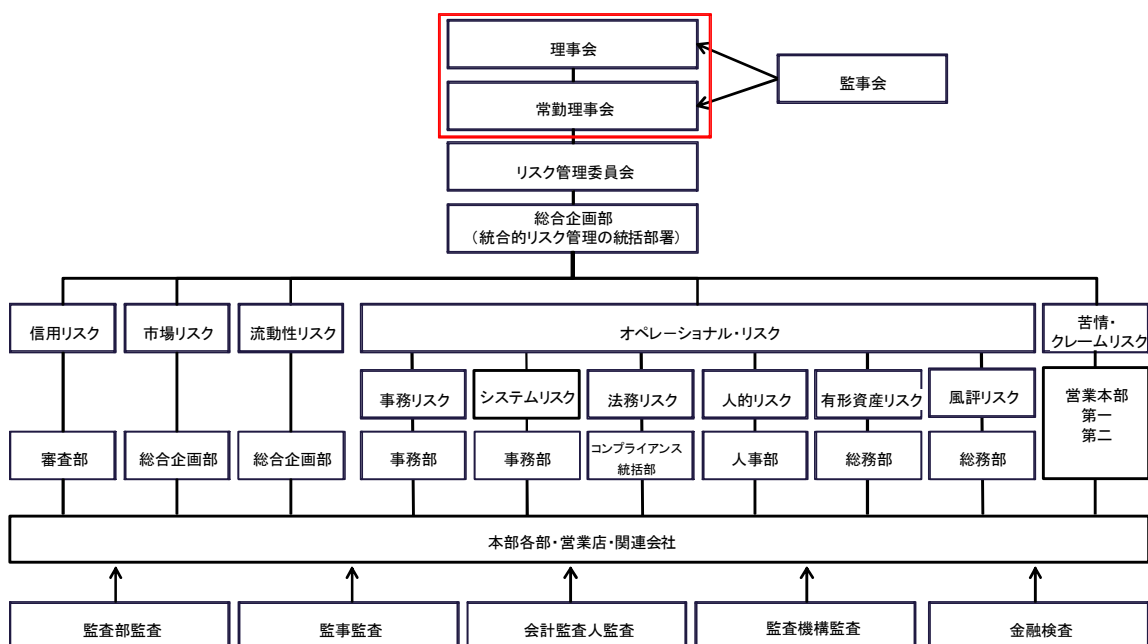 理事会
監事会
常勤理事会
リスク管理委員会
総合企画部
（統合的リスク管理の統括部署）
信用リスク
市場リスク
流動性リスク
オペレーショナル・リスク
苦情・
クレームリスク
事務リスク
システムリスク
法務リスク
人的リスク
有形資産リスク
風評リスク
営業本部
第一
第二
審査部
総合企画部
総合企画部
事務部
事務部
コンプライアンス
統括部
人事部
総務部
総務部
本部各部・営業店・関連会社
監査部監査
監事監査
会計監査人監査
監査機構監査
金融検査